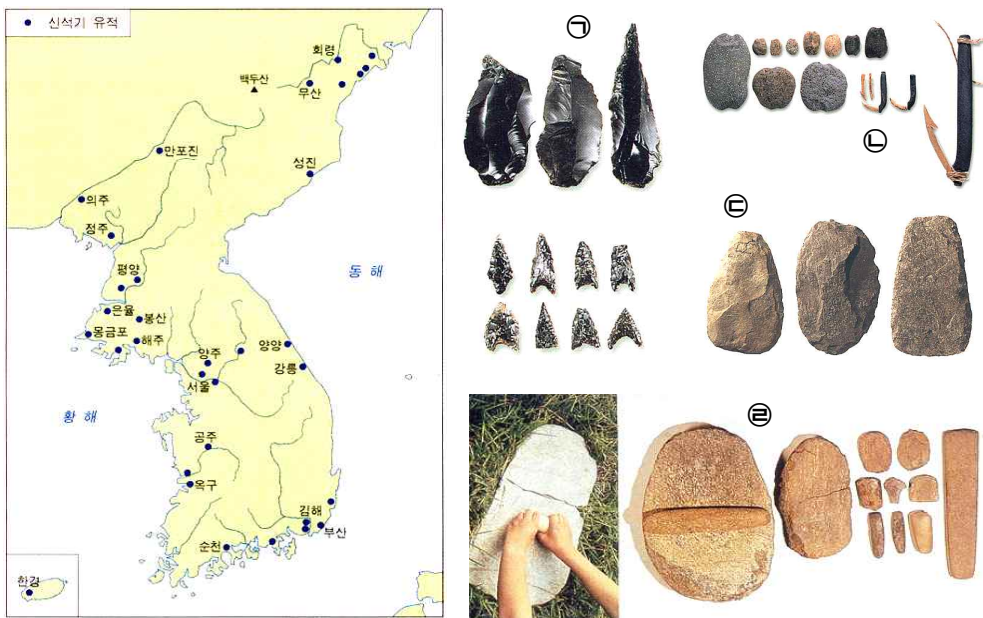 신석기 유적
회령
백두산
무산
만포진
성진
의주
정주
평양
동 해
은율
봉산
몽금포
해주
양양
양주
강릉
서울
황 해
공주
옥구
김해
부산
순천
한경
㉠
㉡
㉢
㉣